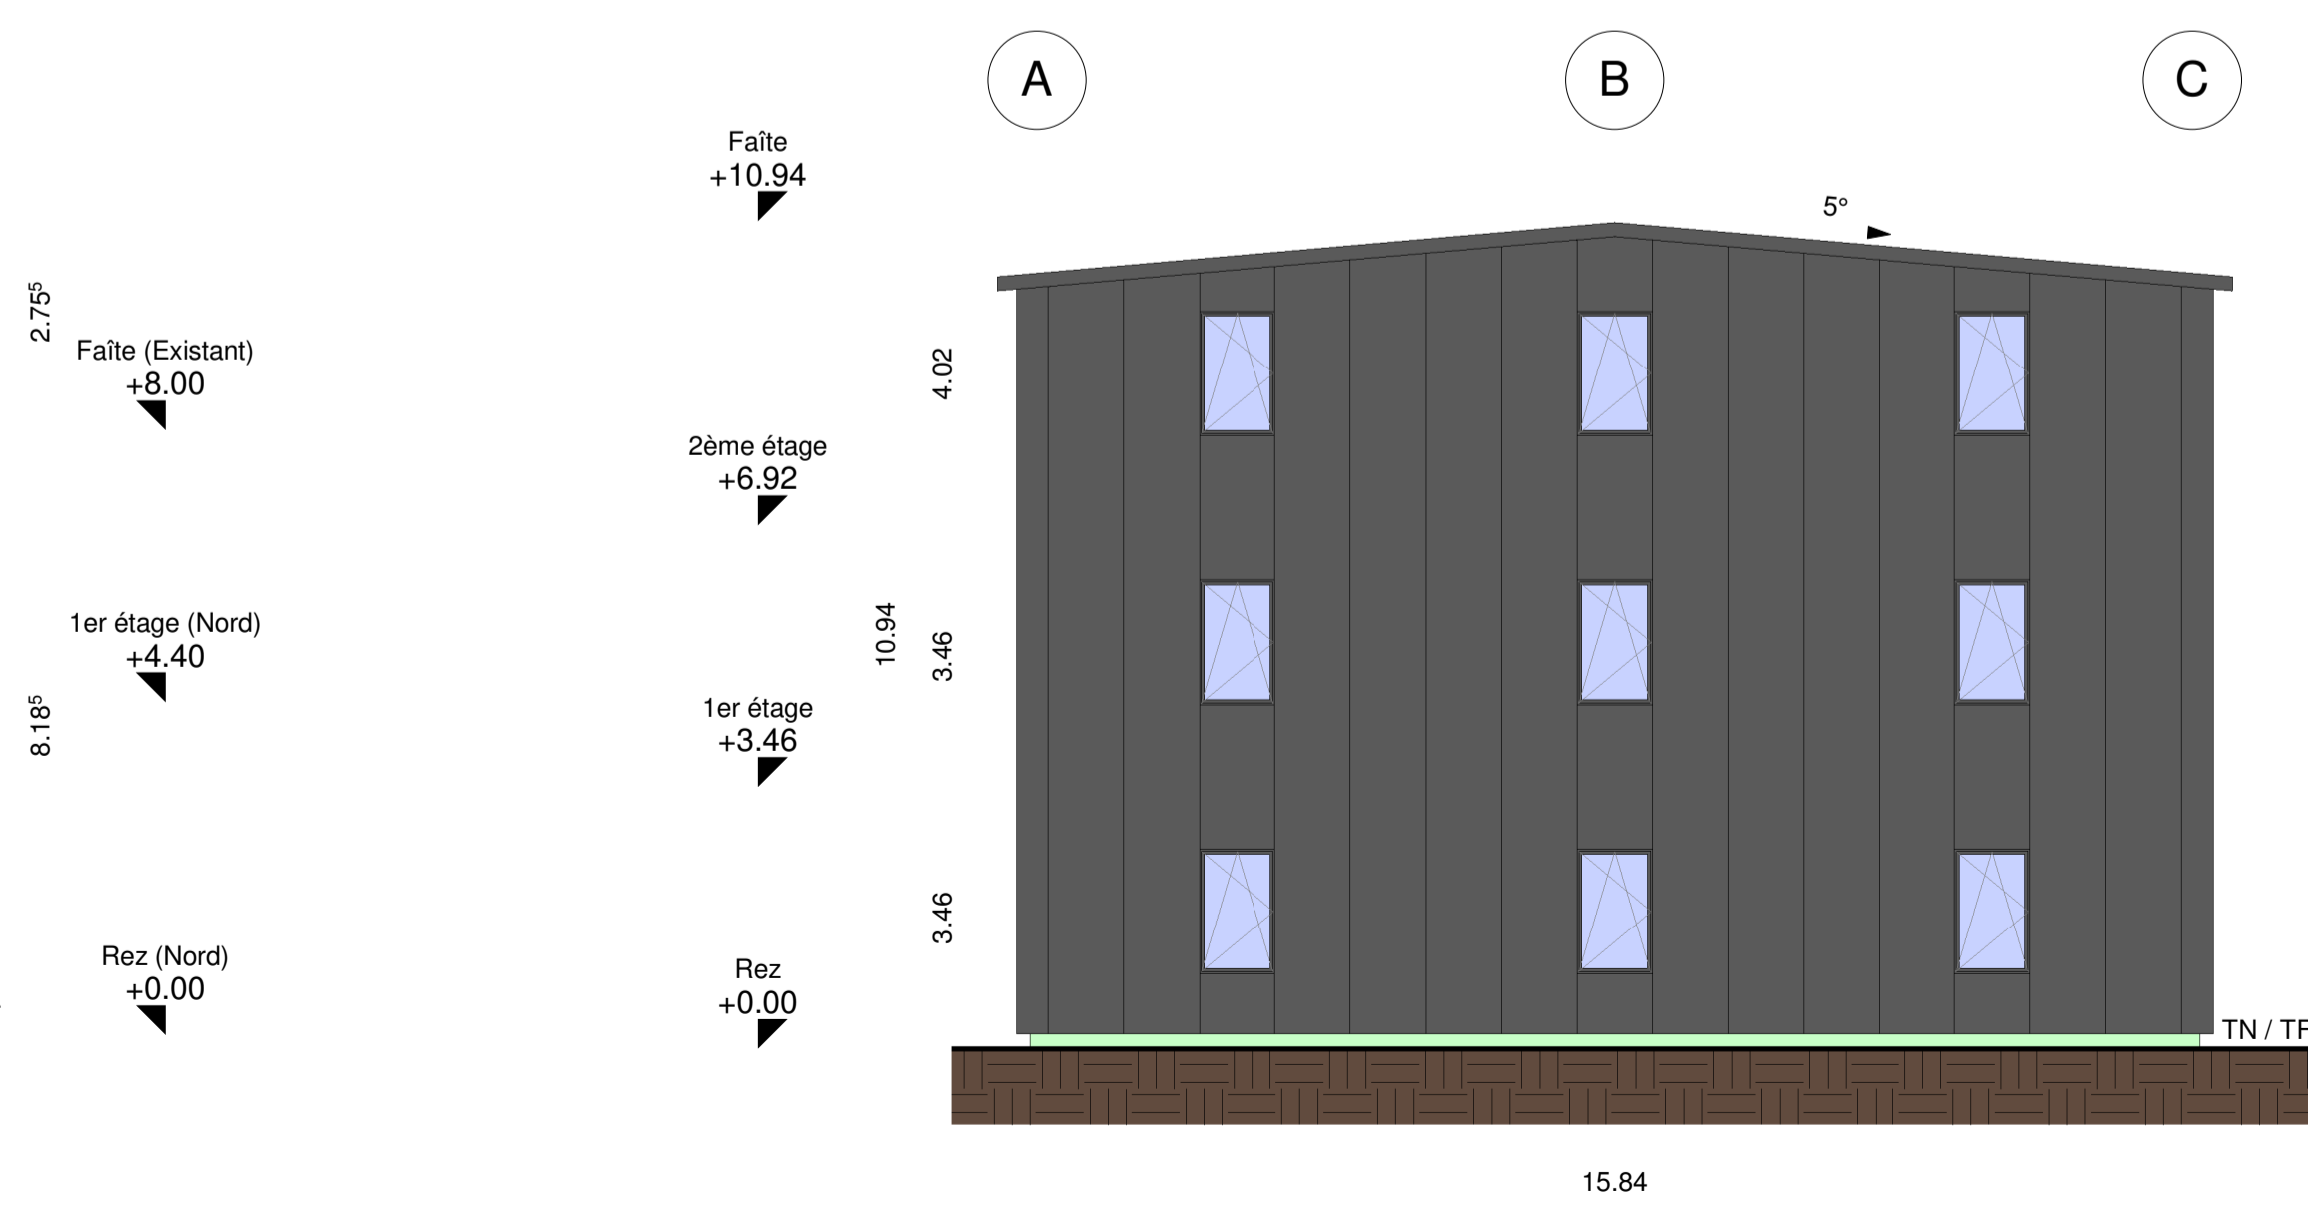 A
B
C
Faîte
+10.94
5°
2.75⁵
Faîte (Existant)
+8.00
4.02
2ème étage
+6.92
1er étage (Nord)
+4.40
10.94
3.46
8.18⁵
1er étage
+3.46
3.46
Rez (Nord)
+0.00
Rez
+0.00
TN / TF
15.84